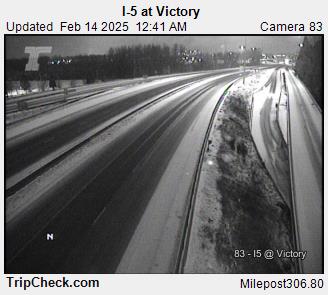 I-5 at Victory
Updated  Feb 14 2025  12:41 AM
Camera 83
N
83 - I5 @ Victory
TripCheck.com
Milepost306.80